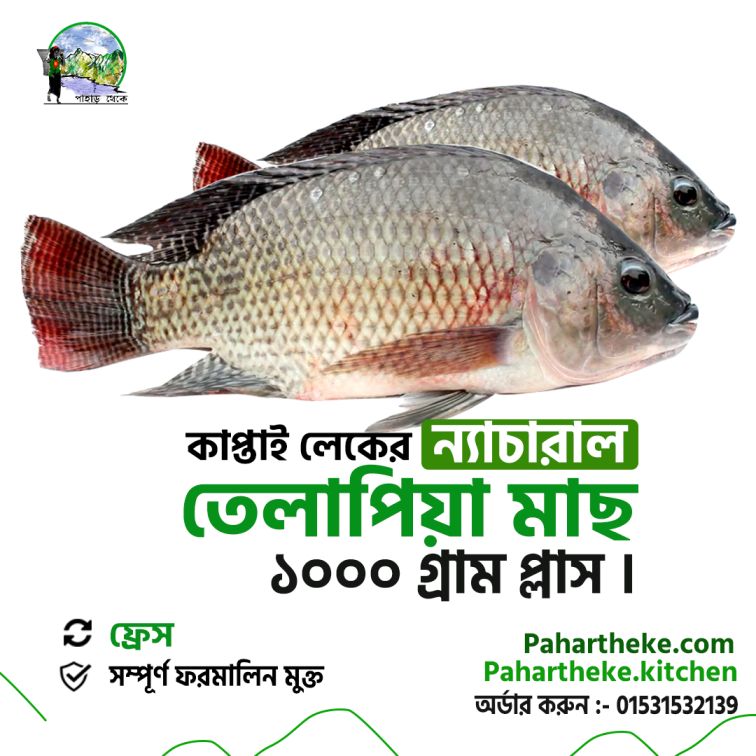 পাহাড় থেকে
কাপ্তাই লেকের ন্যাচারাল
তেলাপিয়া মাছ
১০০০ গ্রাম প্লাস ।
ফ্রেস
সম্পূর্ণ ফরমালিন মুক্ত
Pahartheke.com
Pahartheke.kitchen
অর্ডার করুন :- 01531532139